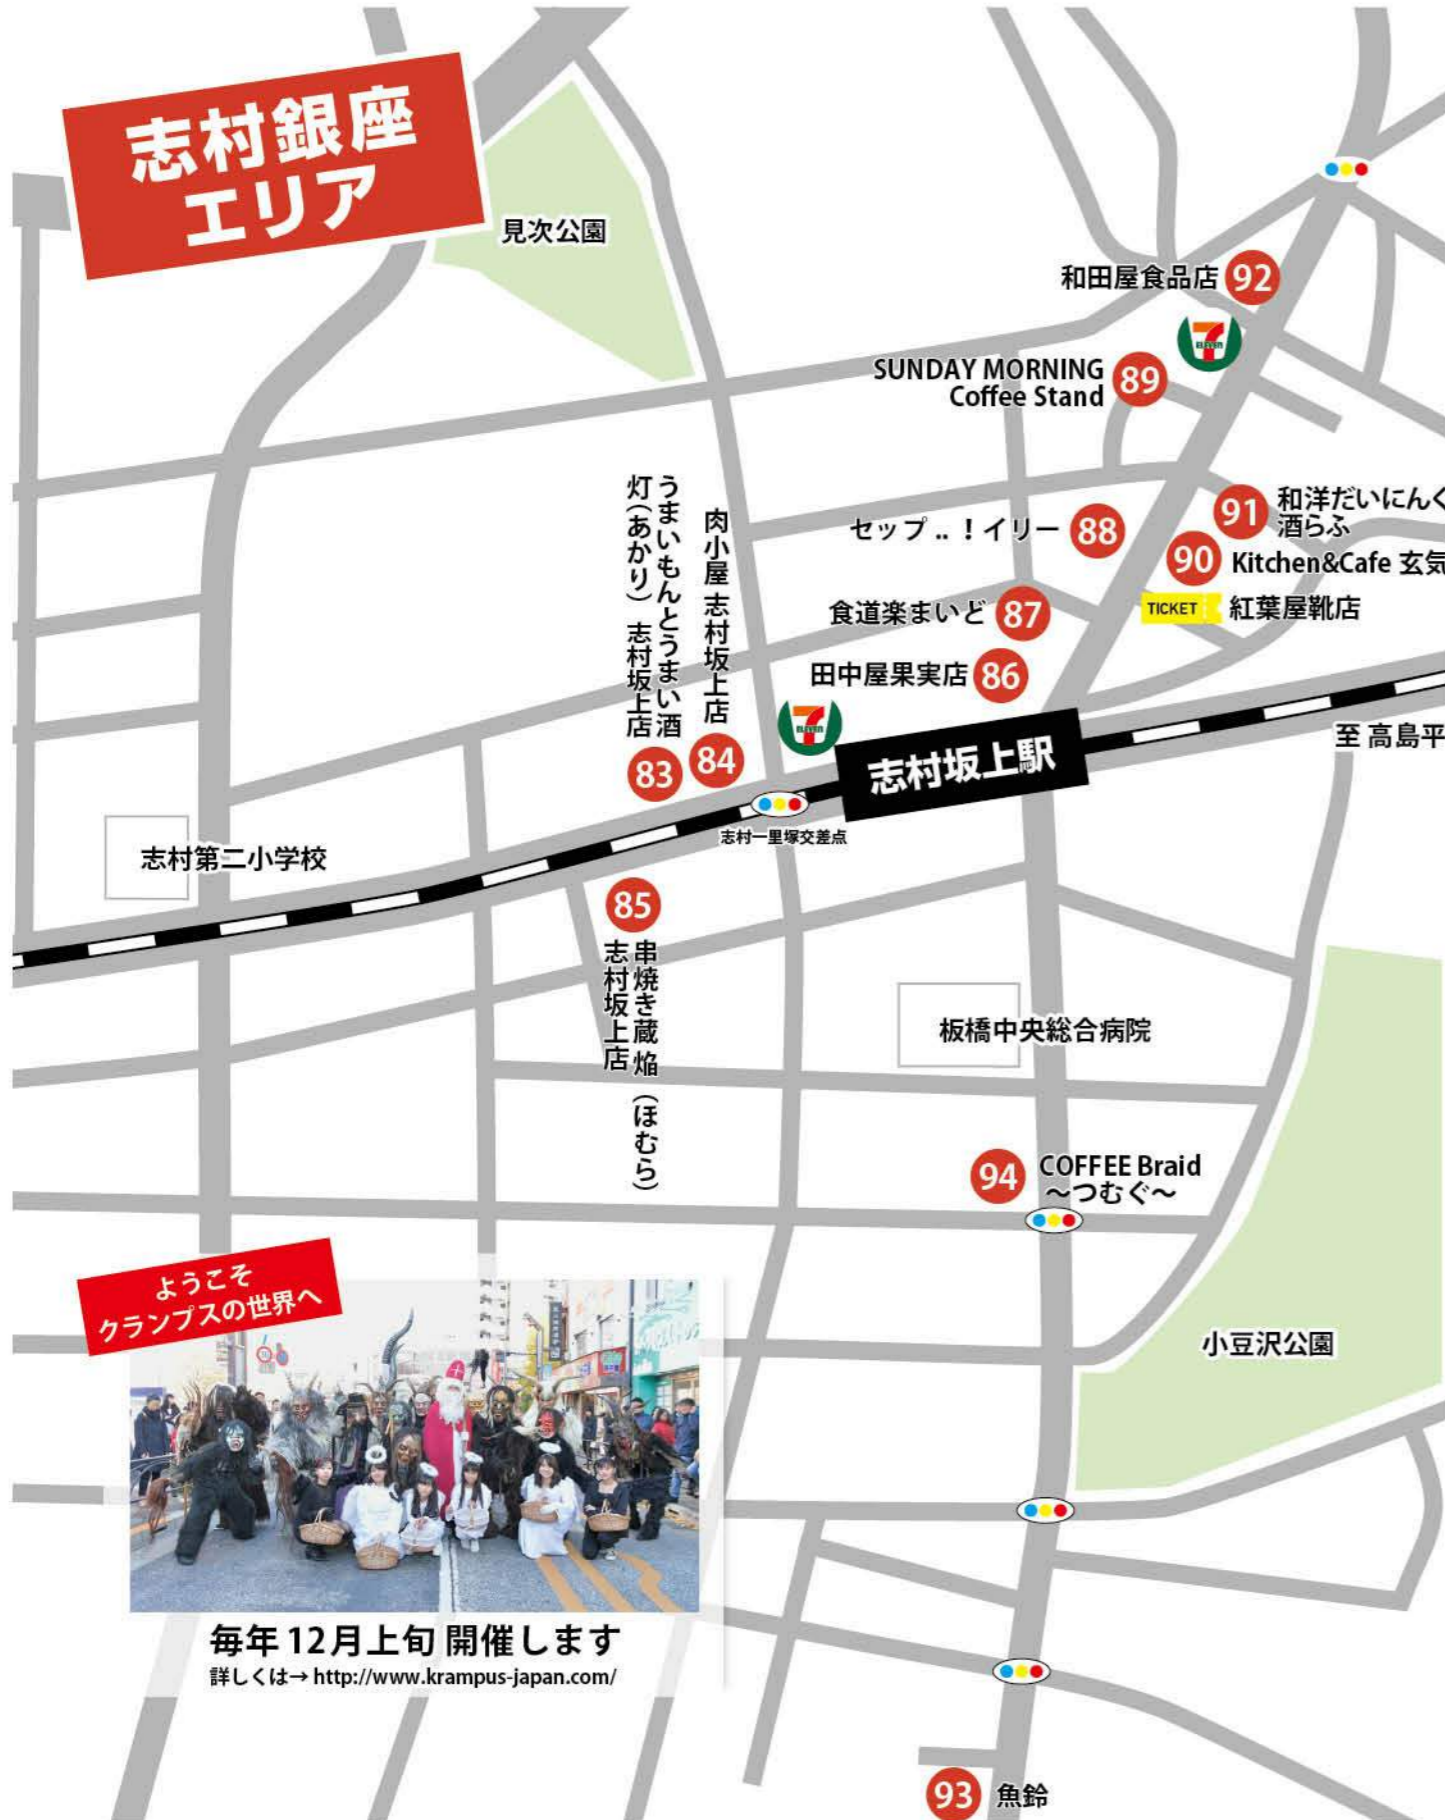 志村銀座
エリア
見次公園
和田屋食品店
92
ELEVEN
SUNDAY MORNING
Coffee Stand
89
うまいもんとうまい酒
灯（あかり） 志村坂上店
83
肉小屋 志村坂上店
84
セップ .. ！イリー
88
91
和洋だいにんぐ
酒らふ
90
Kitchen&Cafe 玄気
TICKET
紅葉屋靴店
食道楽まいど
87
田中屋果実店
86
ELEVEN
志村坂上駅
至 高島平
志村一里塚交差点
志村第二小学校
85
串焼き蔵 焔 （ほむら）
志村坂上店
板橋中央総合病院
94
COFFEE Braid
～つむぐ～
小豆沢公園
ようこそ
クランプスの世界へ
毎年 12月上旬 開催します
詳しくは→ http://www.krampus-japan.com/
93
魚鈴